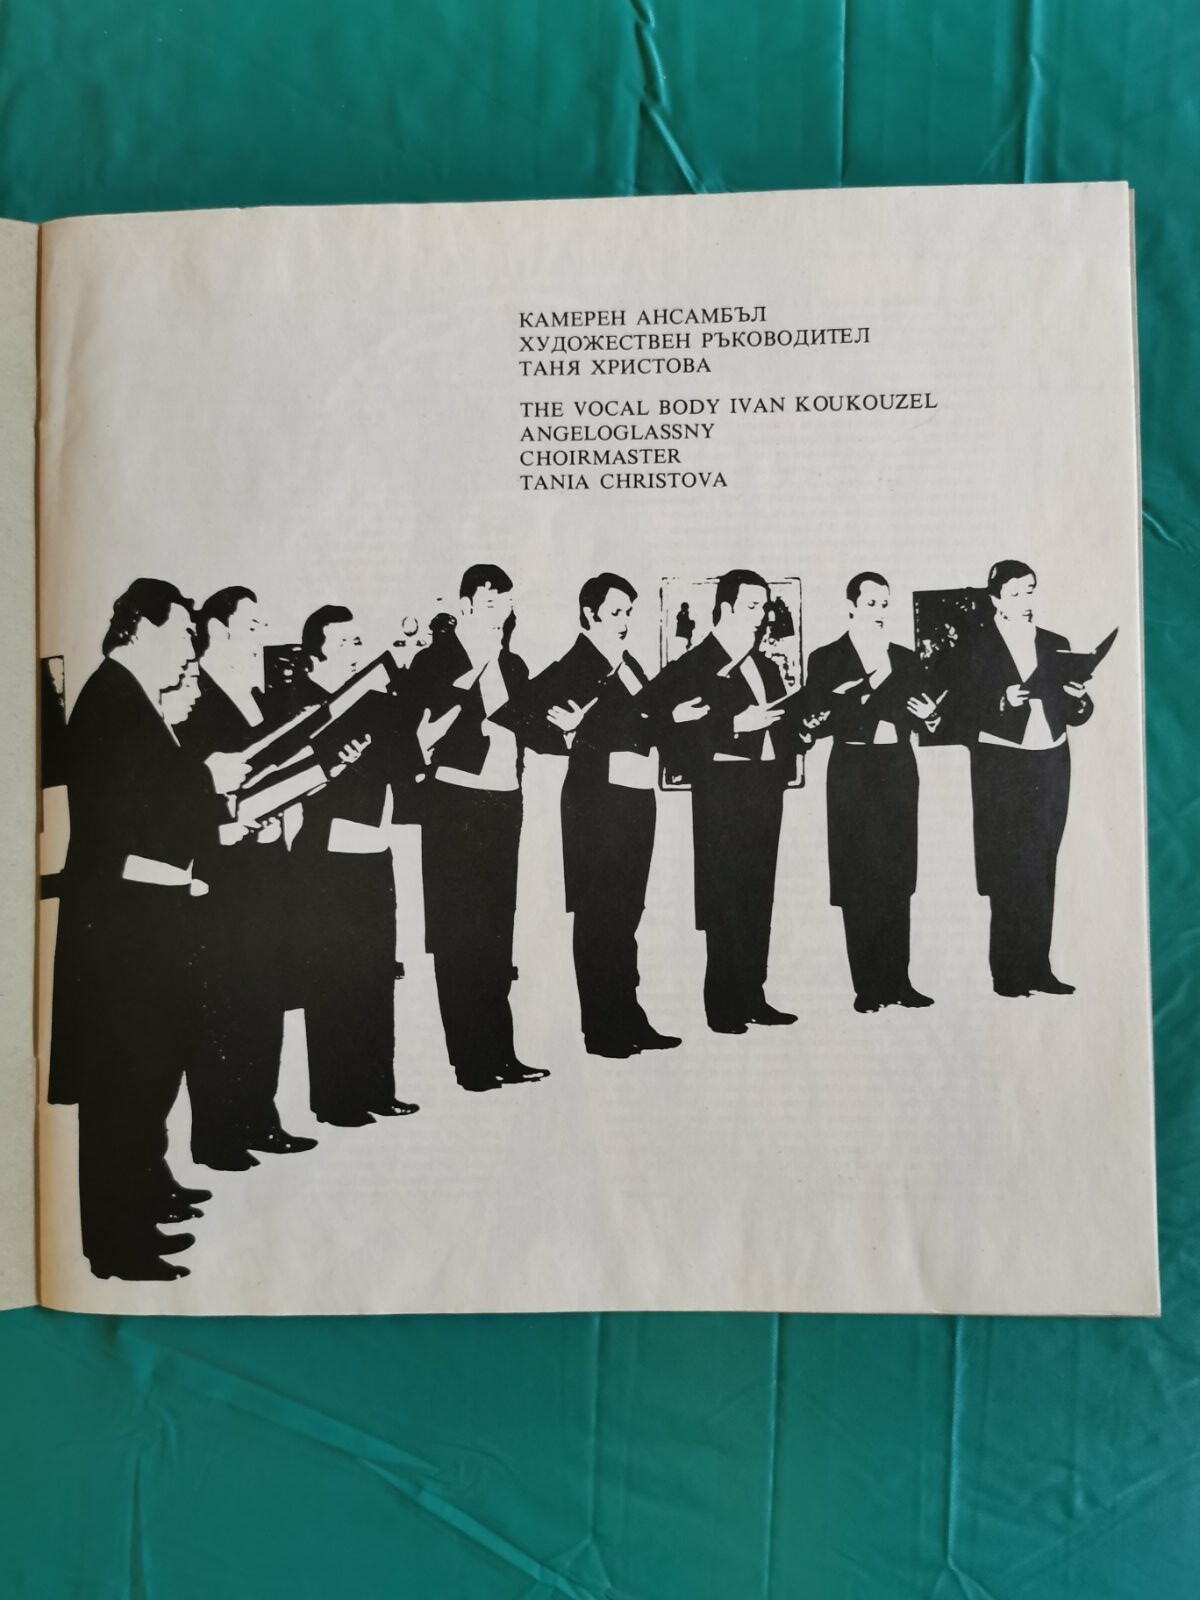 КАМЕРЕН АНСАМБЪЛ
ХУДОЖЕСТВЕН РЪКОВОДИТЕЛ
ТАНЯ ХРИСТОВА
THE VOCAL BODY IVAN KOUKOUZEL
ANGELOGLASSNY
CHOIRMASTER
TANIA CHRISTOVA